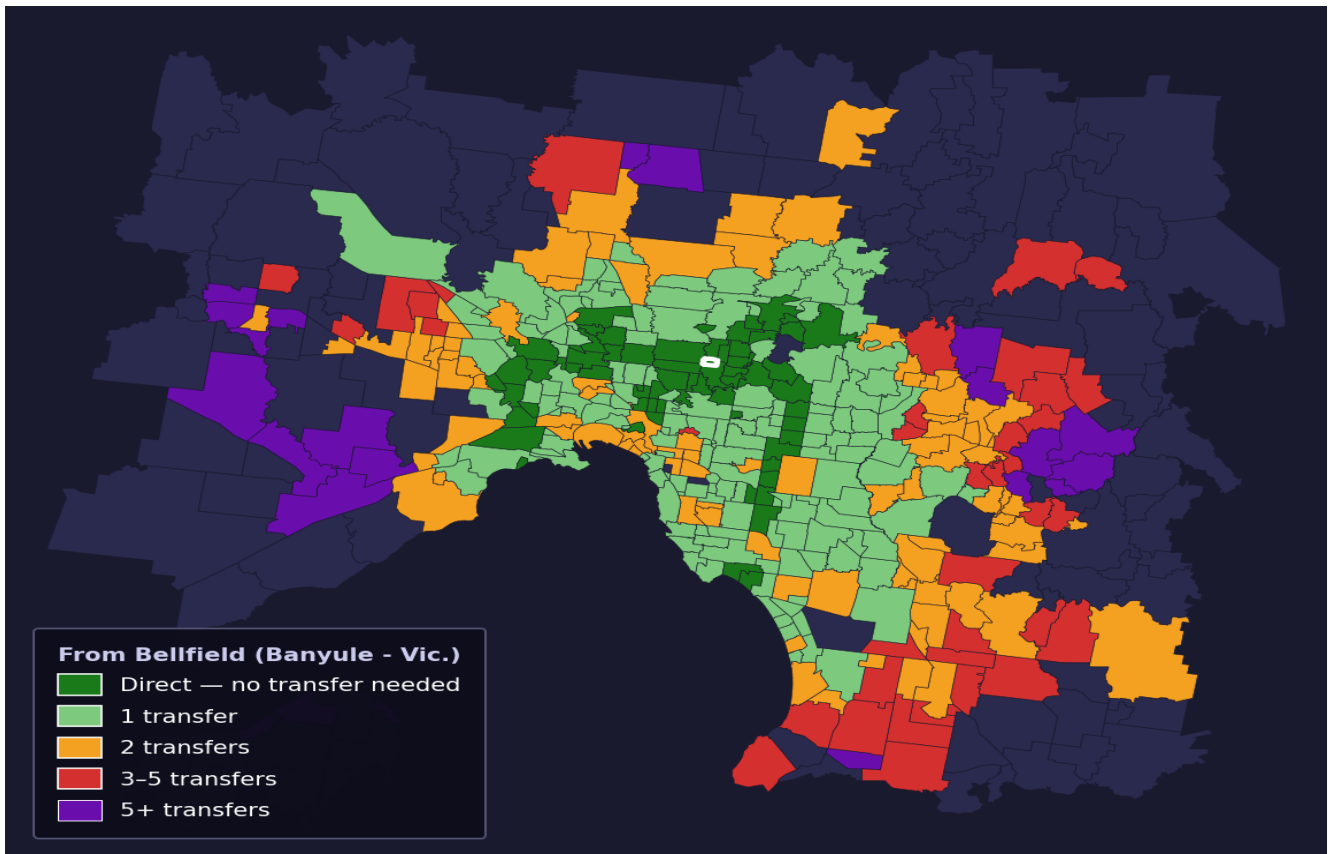 From Bellfield (Banyule - Vic.)
Direct — no transfer needed
1 transfer
2 transfers
3–5 transfers
5+ transfers